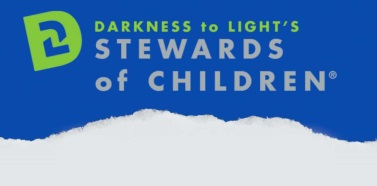 DARKNESS to LIGHT'S
STEWARDS
of CHILDREN®